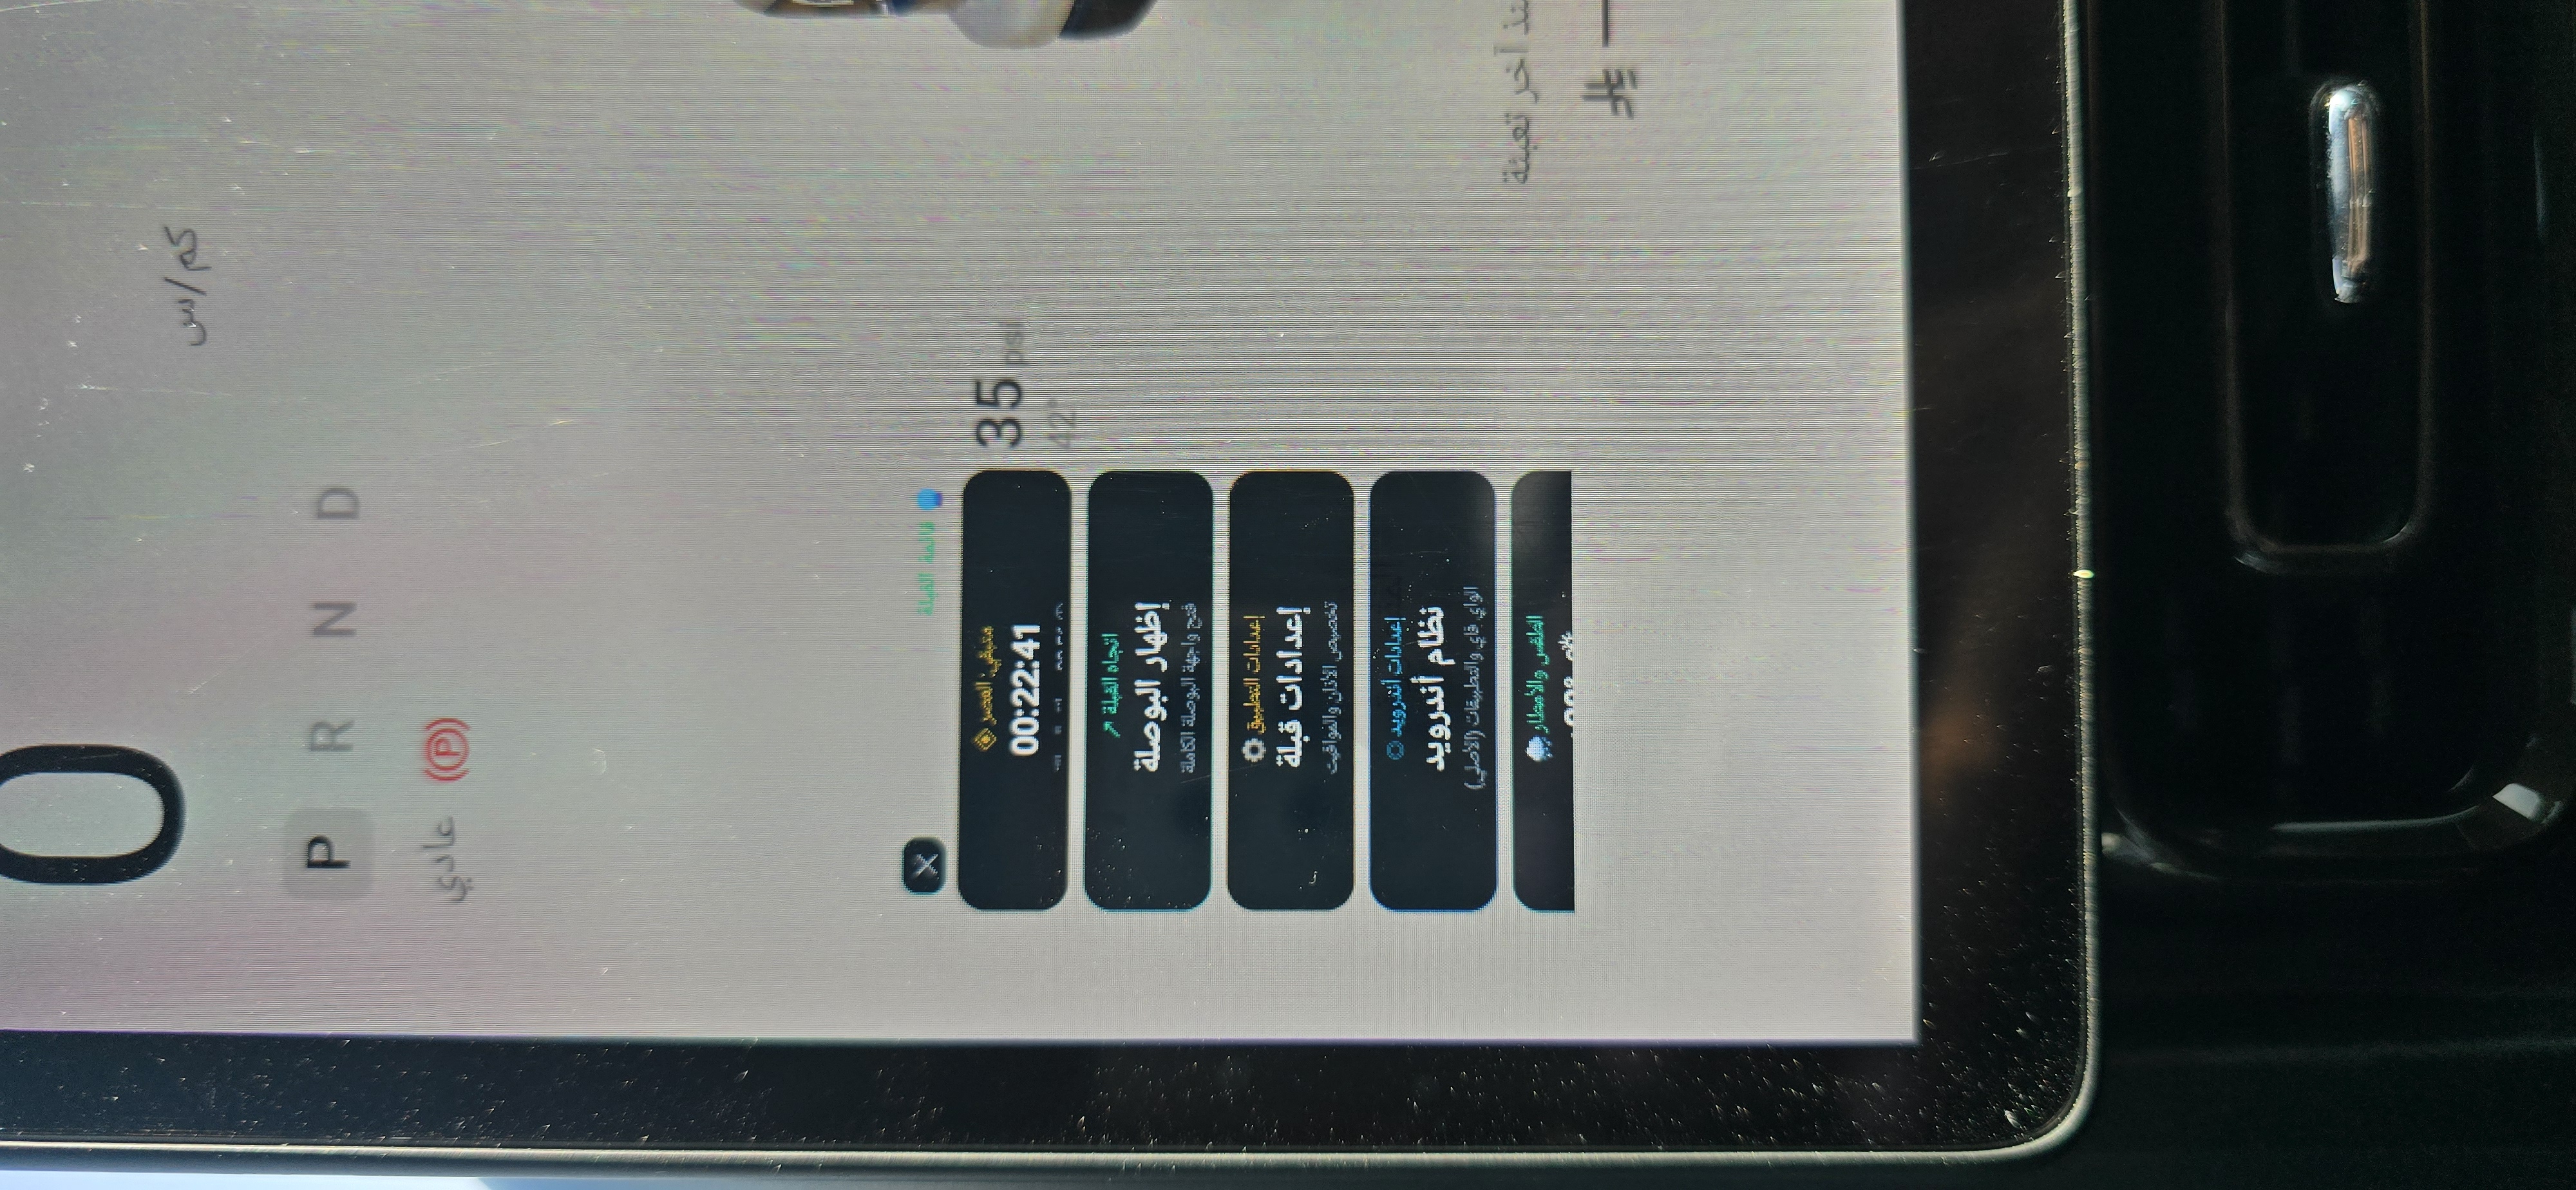 0
كم/س
P R N D
عادي (P)
قائمة القبلة
متبقي: العصر
00:22:41
35 psi
42°
اتجاه القبلة ↗
إظهار البوصلة
فتح واجهة البوصلة الكاملة
إعدادات التطبيق
إعدادات قبلة
تخصيص الأذان والمواقيت
إعدادات أندرويد
نظام أندرويد
الواي فاي والتطبيقات (الأصلي)
الطقس والأمطار
آخر تعبئة